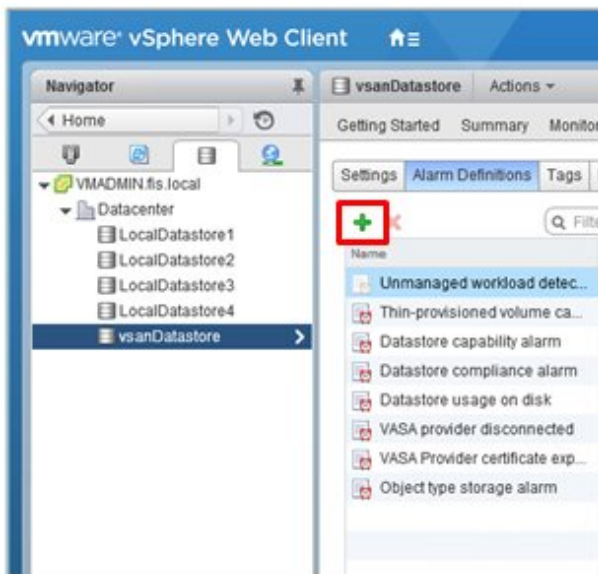 vmware® vSphere Web Client
Navigator
Home
VMADMIN.fis.local
Datacenter
LocalDatastore1
LocalDatastore2
LocalDatastore3
LocalDatastore4
vsanDatastore
vsanDatastore Actions
Getting Started Summary Monitor
Settings Alarm Definitions Tags
Filte
Name
Unmanaged workload detec...
Thin-provisioned volume ca...
Datastore capability alarm
Datastore compliance alarm
Datastore usage on disk
VASA provider disconnected
VASA Provider certificate exp...
Object type storage alarm